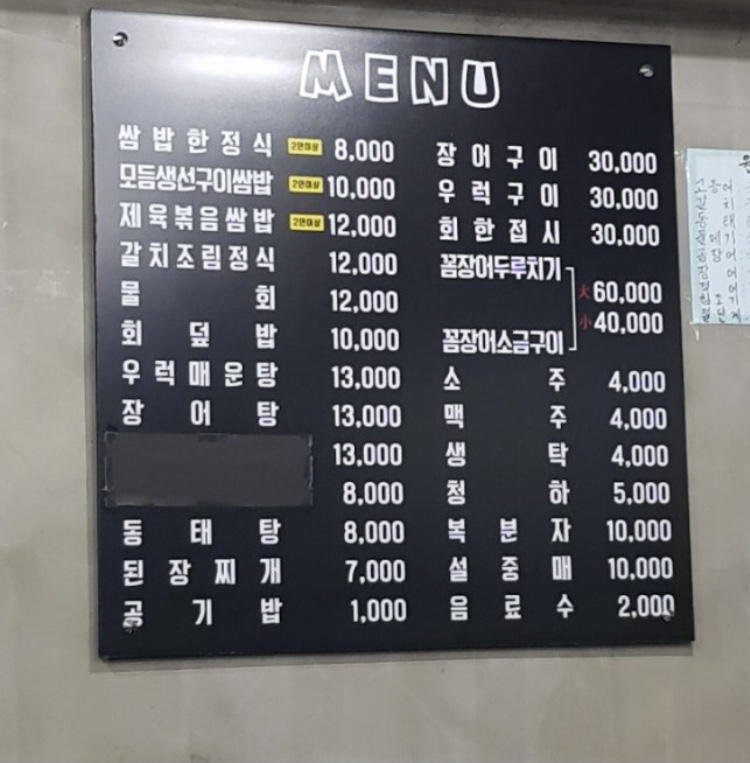 MENU
쌈밥한정식 2인이상 8,000
모듬생선구이쌈밥 2인이상 10,000
제육볶음쌈밥 2인이상 12,000
갈치조림정식 12,000
물회 12,000
회덮밥 10,000
우럭매운탕 13,000
장어탕 13,000
13,000
8,000
동태탕 8,000
된장찌개 7,000
공기밥 1,000
장어구이 30,000
우럭구이 30,000
회한접시 30,000
꼼장어두루치기
大 60,000
小 40,000
꼼장어소금구이
소주 4,000
맥주 4,000
생탁 4,000
청하 5,000
복분자 10,000
설중매 10,000
음료수 2,000